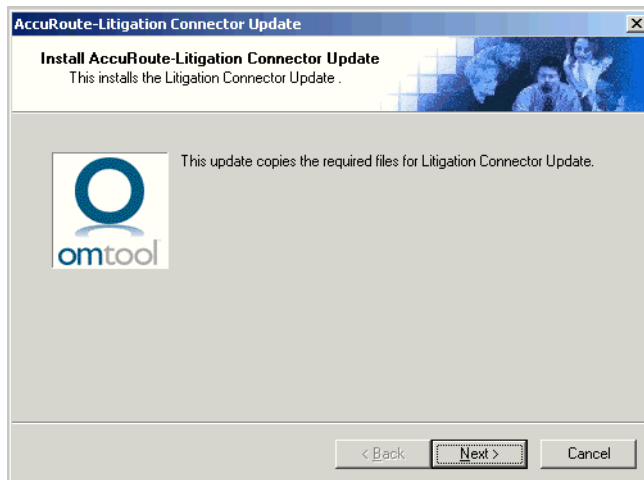 AccuRoute-Litigation Connector Update
Install AccuRoute-Litigation Connector Update
This installs the Litigation Connector Update .
This update copies the required files for Litigation Connector Update.
omtool
< Back
Next >
Cancel